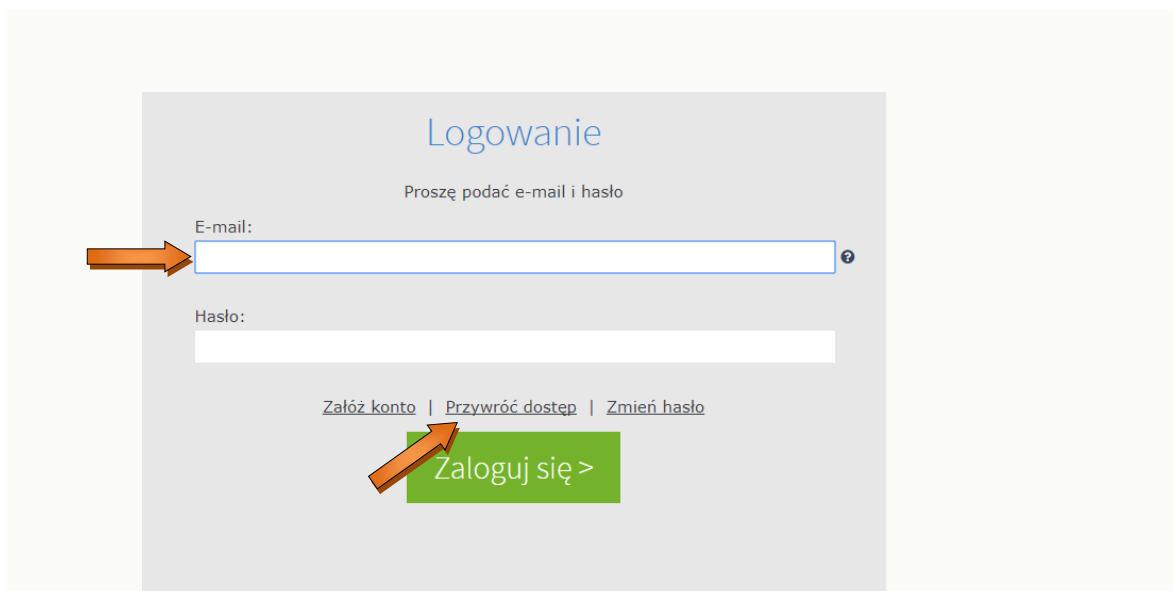 Logowanie
Proszę podać e-mail i hasło
E-mail:
Hasło:
Załóż konto | Przywróć dostęp | Zmień hasło
Zaloguj się >